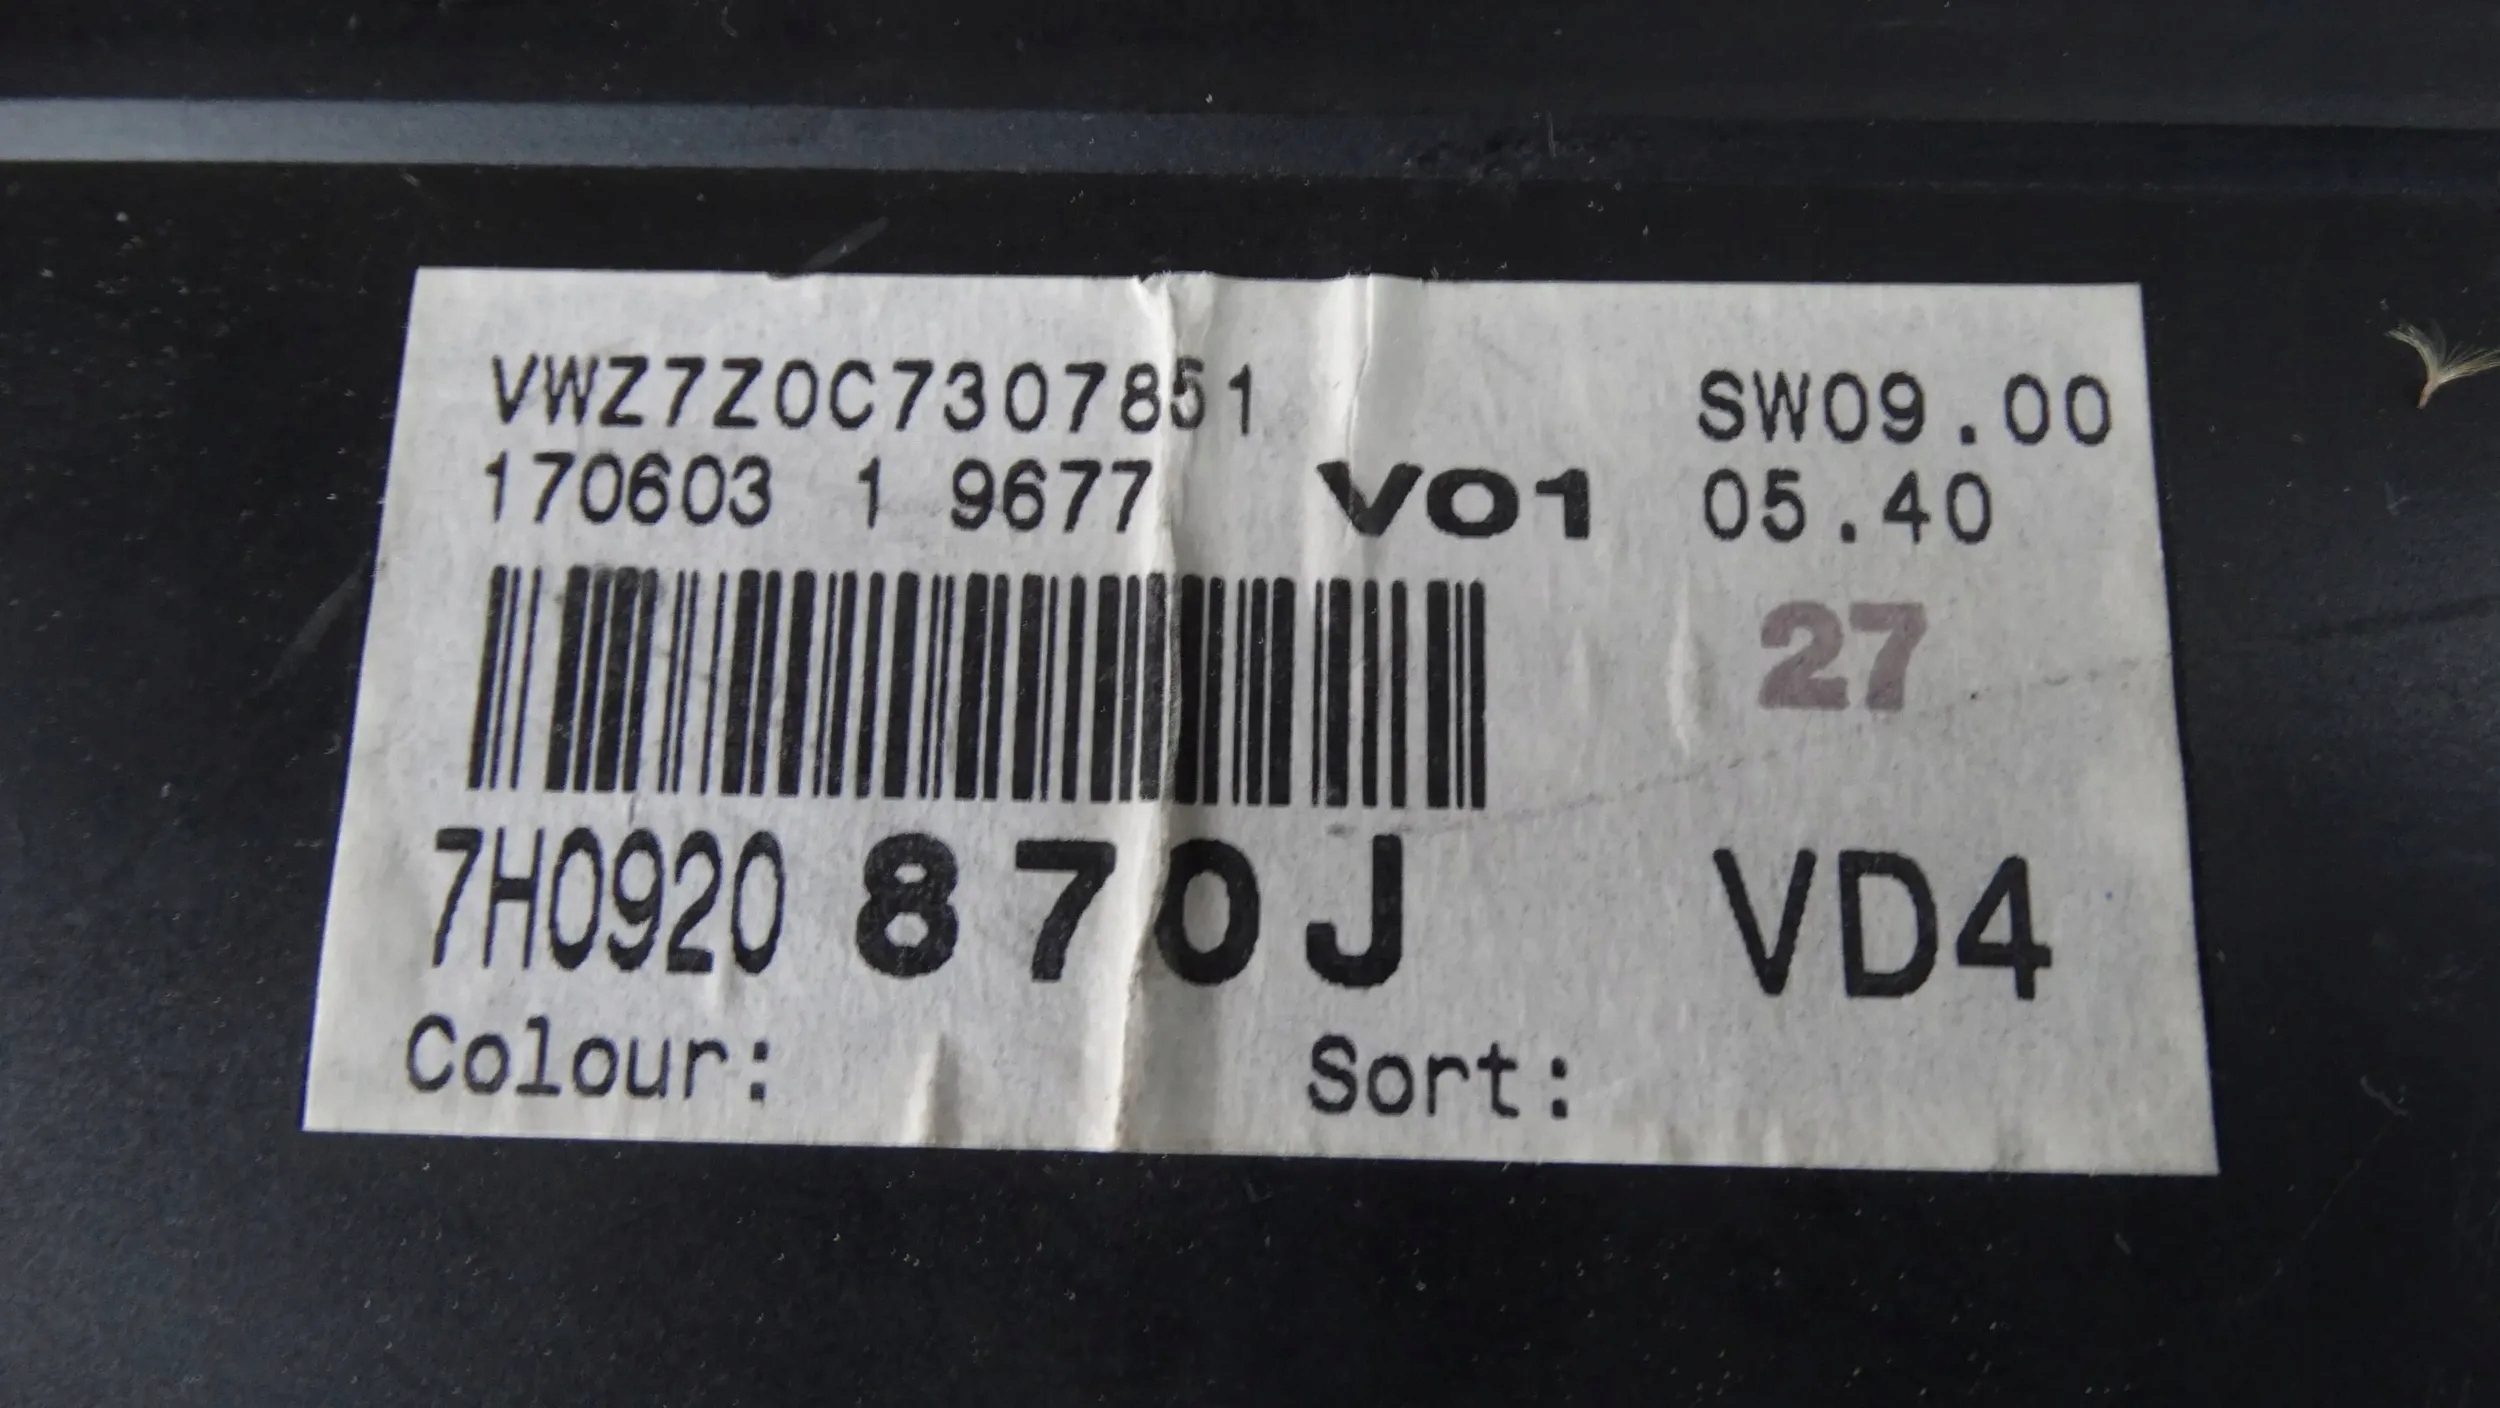 VWZ7Z0C7307851 SW09.00
170603 1 9677 V01 05.40
27
7H0920 870J VD4
Colour: Sort: